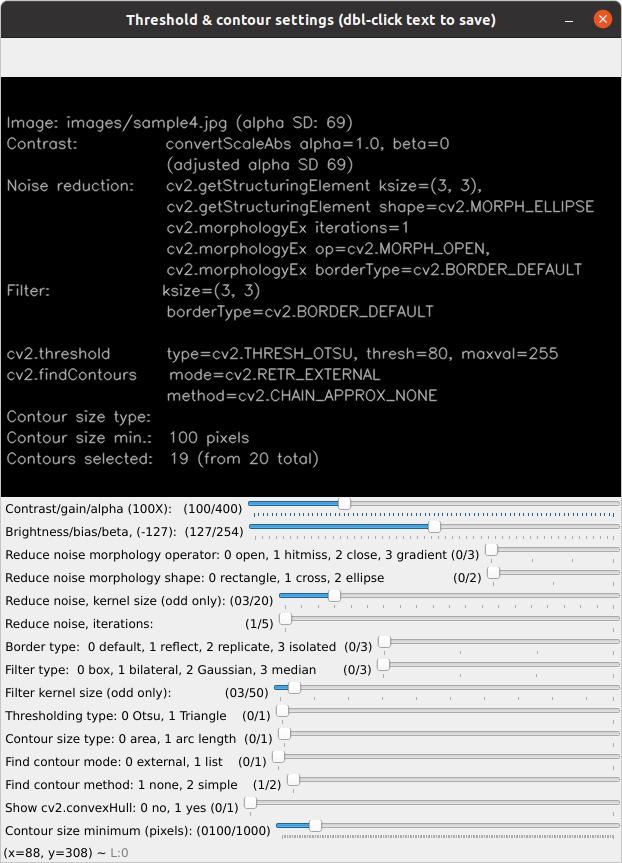 Threshold & contour settings (dbl-click text to save)
Image: images/sample4.jpg (alpha SD: 69)
Contrast: convertScaleAbs alpha=1.0, beta=0
(adjusted alpha SD 69)
Noise reduction: cv2.getStructuringElement ksize=(3, 3),
cv2.getStructuringElement shape=cv2.MORPH_ELLIPSE
cv2.morphologyEx iterations=1
cv2.morphologyEx op=cv2.MORPH_OPEN,
cv2.morphologyEx borderType=cv2.BORDER_DEFAULT
Filter: ksize=(3, 3)
borderType=cv2.BORDER_DEFAULT
cv2.threshold type=cv2.THRESH_OTSU, thresh=80, maxval=255
cv2.findContours mode=cv2.RETR_EXTERNAL
method=cv2.CHAIN_APPROX_NONE
Contour size type:
Contour size min.: 100 pixels
Contours selected: 19 (from 20 total)
Contrast/gain/alpha (100X): (100/400)
Brightness/bias/beta, (-127): (127/254)
Reduce noise morphology operator: 0 open, 1 hitmiss, 2 close, 3 gradient (0/3)
Reduce noise morphology shape: 0 rectangle, 1 cross, 2 ellipse (0/2)
Reduce noise, kernel size (odd only): (03/20)
Reduce noise, iterations: (1/5)
Border type: 0 default, 1 reflect, 2 replicate, 3 isolated (0/3)
Filter type: 0 box, 1 bilateral, 2 Gaussian, 3 median (0/3)
Filter kernel size (odd only): (03/50)
Thresholding type: 0 Otsu, 1 Triangle (0/1)
Contour size type: 0 area, 1 arc length (0/1)
Find contour mode: 0 external, 1 list (0/1)
Find contour method: 1 none, 2 simple (1/2)
Show cv2.convexHull: 0 no, 1 yes (0/1)
Contour size minimum (pixels): (0100/1000)
(x=88, y=308) ~ L:0